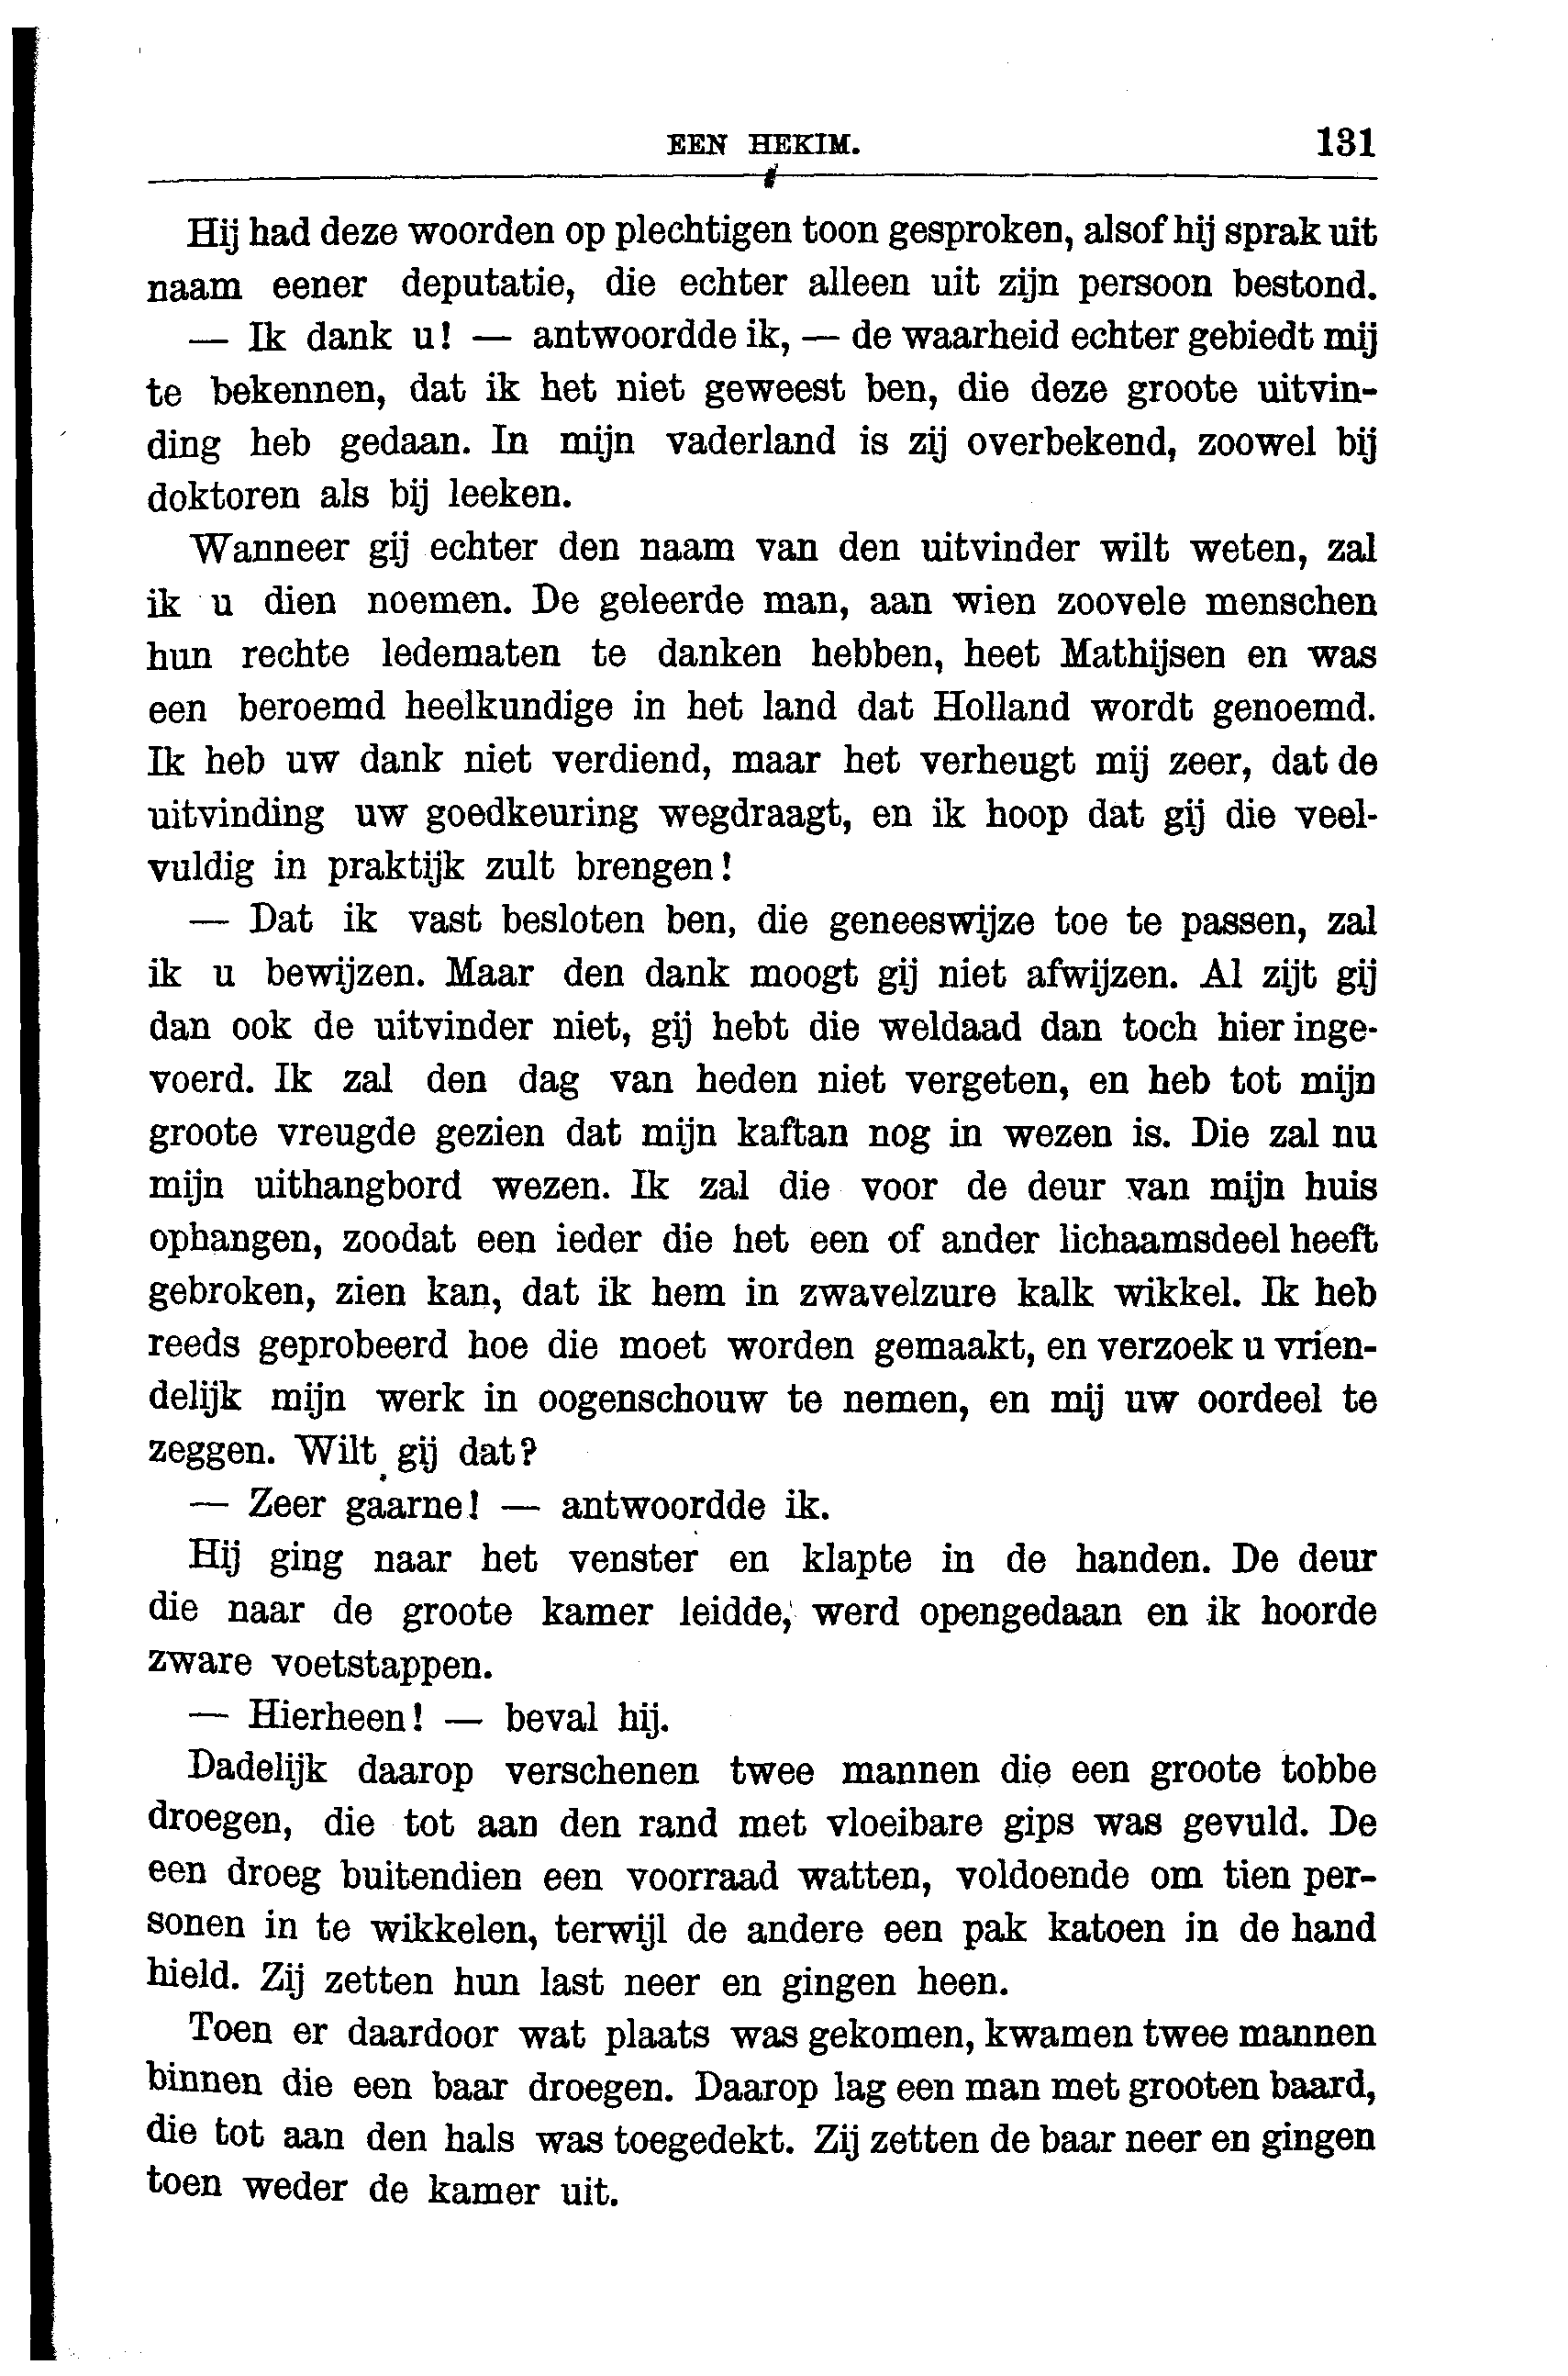 EEN HEKIM. 131
Hij had deze woorden op plechtigen toon gesproken, alsof hij sprak uit
naam eener deputatie, die echter alleen uit zijn persoon bestond.
— Ik dank u! — antwoordde ik, — de waarheid echter gebiedt mij
te bekennen, dat ik het niet geweest ben, die deze groote uitvin-
ding heb gedaan. In mijn vaderland is zij overbekend, zoowel bij
doktoren als bij leeken.
Wanneer gij echter den naam van den uitvinder wilt weten, zal
ik u dien noemen. De geleerde man, aan wien zoovele menschen
hun rechte ledematen te danken hebben, heet Mathijsen en was
een beroemd heelkundige in het land dat Holland wordt genoemd.
Ik heb uw dank niet verdiend, maar het verheugt mij zeer, dat de
uitvinding uw goedkeuring wegdraagt, en ik hoop dat gij die veel-
vuldig in praktijk zult brengen!
— Dat ik vast besloten ben, die geneeswijze toe te passen, zal
ik u bewijzen. Maar den dank moogt gij niet afwijzen. Al zijt gij
dan ook de uitvinder niet, gij hebt die weldaad dan toch hier inge-
voerd. Ik zal den dag van heden niet vergeten, en heb tot mijn
groote vreugde gezien dat mijn kaftan nog in wezen is. Die zal nu
mijn uithangbord wezen. Ik zal die voor de deur van mijn huis
ophangen, zoodat een ieder die het een of ander lichaamsdeel heeft
gebroken, zien kan, dat ik hem in zwavelzure kalk wikkel. Ik heb
reeds geprobeerd hoe die moet worden gemaakt, en verzoek u vrien-
delijk mijn werk in oogenschouw te nemen, en mij uw oordeel te
zeggen. Wilt gij dat?
— Zeer gaarne! — antwoordde ik.
Hij ging naar het venster en klapte in de handen. De deur
die naar de groote kamer leidde, werd opengedaan en ik hoorde
zware voetstappen.
— Hierheen! — beval hij.
Dadelijk daarop verschenen twee mannen die een groote tobbe
droegen, die tot aan den rand met vloeibare gips was gevuld. De
een droeg buitendien een voorraad watten, voldoende om tien per-
sonen in te wikkelen, terwijl de andere een pak katoen in de hand
hield. Zij zetten hun last neer en gingen heen.
Toen er daardoor wat plaats was gekomen, kwamen twee mannen
binnen die een baar droegen. Daarop lag een man met grooten baard,
die tot aan den hals was toegedekt. Zij zetten de baar neer en gingen
toen weder de kamer uit.